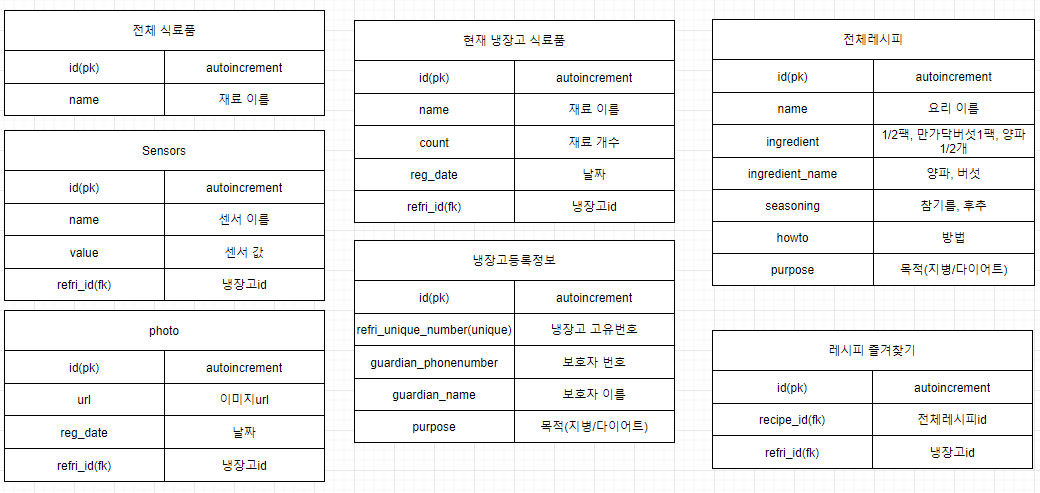 전체 식료품
id(pk) autoincrement
name 재료 이름
Sensors
id(pk) autoincrement
name 센서 이름
value 센서 값
refri_id(fk) 냉장고id
photo
id(pk) autoincrement
url 이미지url
reg_date 날짜
refri_id(fk) 냉장고id
현재 냉장고 식료품
id(pk) autoincrement
name 재료 이름
count 재료 개수
reg_date 날짜
refri_id(fk) 냉장고id
냉장고등록정보
id(pk) autoincrement
refri_unique_number(unique) 냉장고 고유번호
guardian_phonenumber 보호자 번호
guardian_name 보호자 이름
purpose 목적(지병/다이어트)
전체레시피
id(pk) autoincrement
name 요리 이름
ingredient 1/2팩, 만가닥버섯1팩, 양파
1/2개
ingredient_name 양파, 버섯
seasoning 참기름, 후추
howto 방법
purpose 목적(지병/다이어트)
레시피 즐겨찾기
id(pk) autoincrement
recipe_id(fk) 전체레시피id
refri_id(fk) 냉장고id